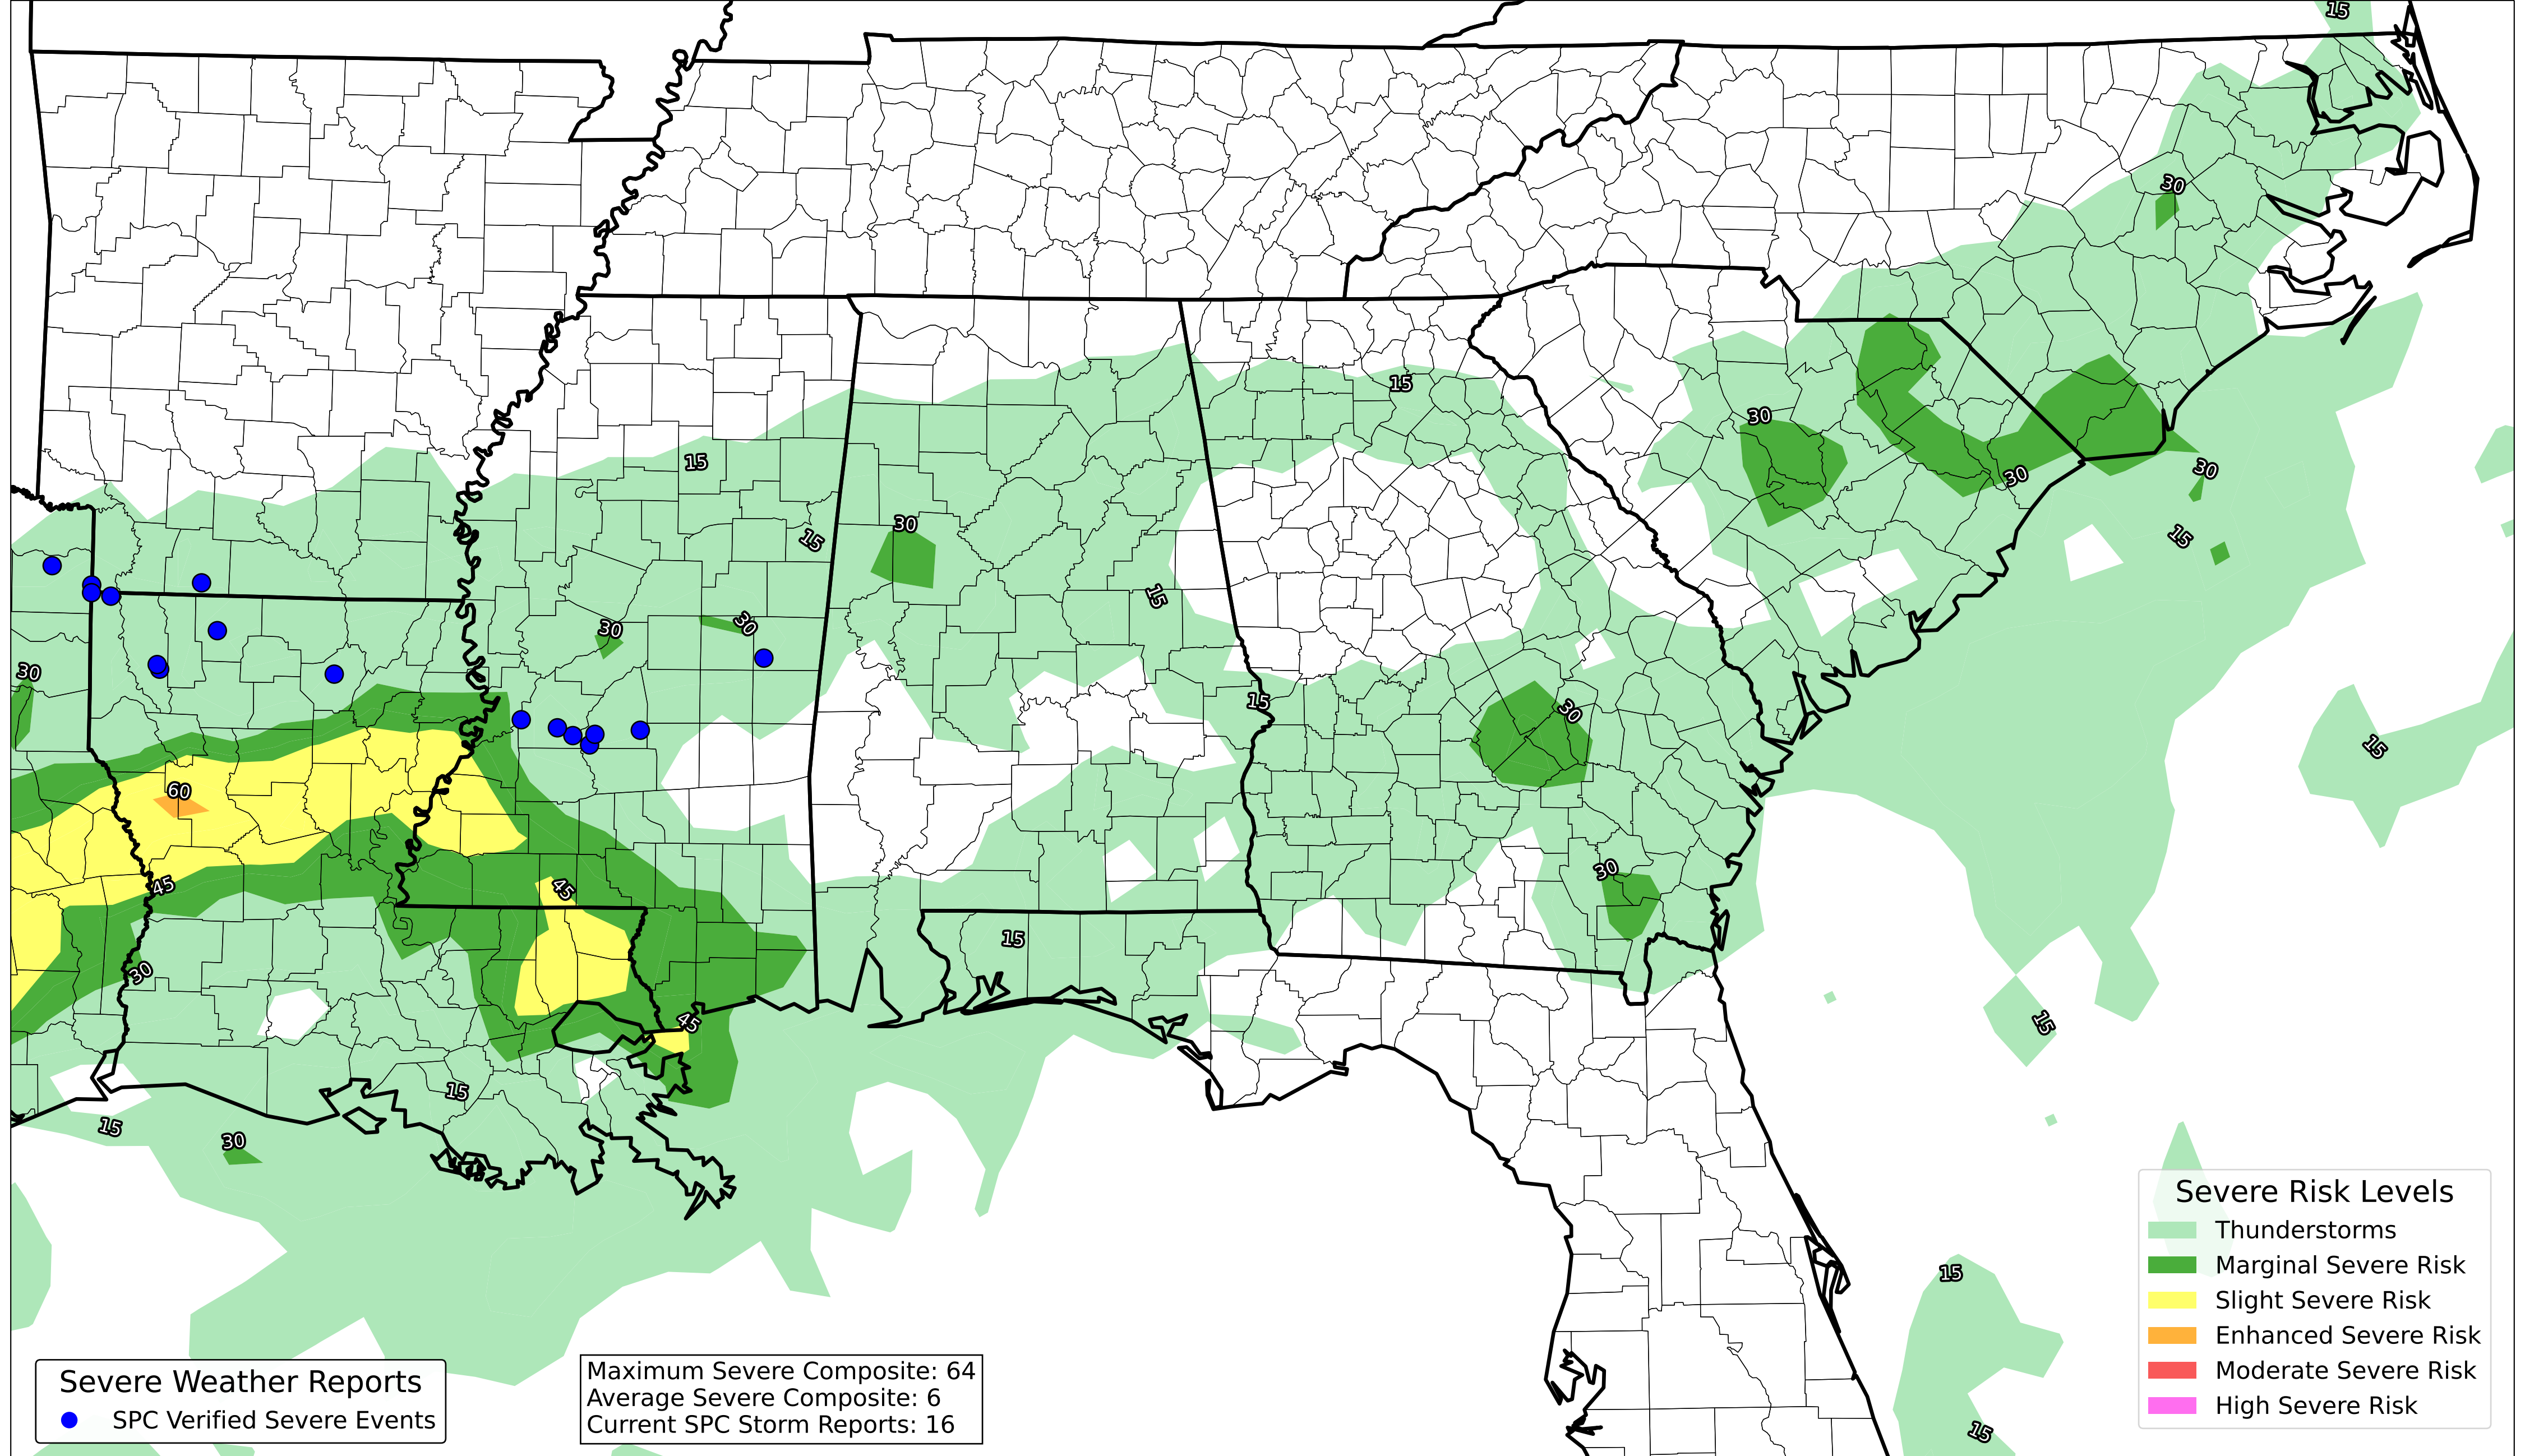 15
30
15
30
15
30
30
15
30
30
15
15
15
30
30
30
15
30
15
60
45
45
30
15
30
45
15
15
15
30
15
Severe Risk Levels
Thunderstorms
Marginal Severe Risk
Slight Severe Risk
Enhanced Severe Risk
Moderate Severe Risk
High Severe Risk
15
15
Severe Weather Reports
SPC Verified Severe Events
Maximum Severe Composite: 64
Average Severe Composite: 6
Current SPC Storm Reports: 16